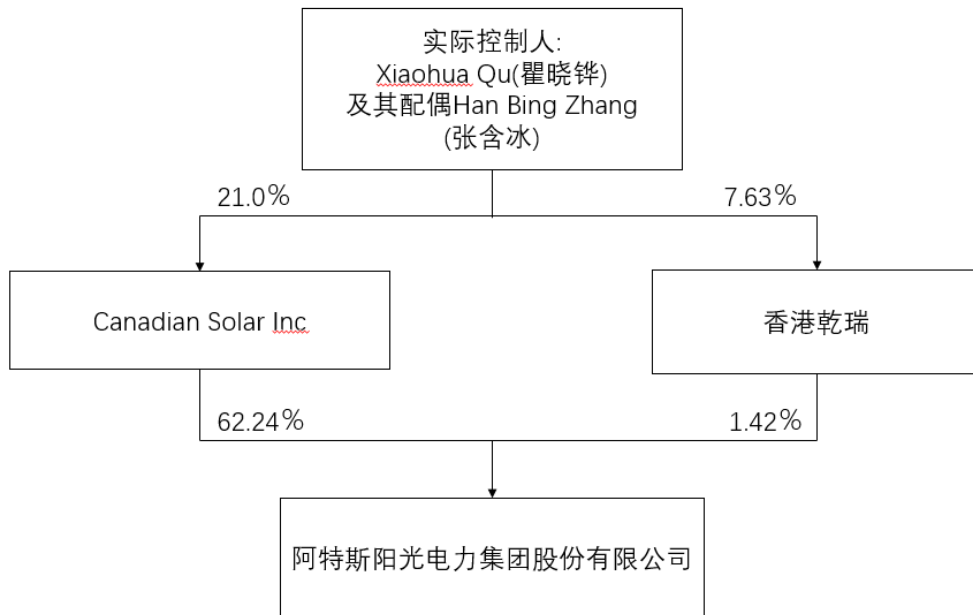 实际控制人:
Xiaohua Qu(瞿晓铧)
及其配偶Han Bing Zhang
(张含冰)
21.0%
7.63%
Canadian Solar Inc
香港乾瑞
62.24%
1.42%
阿特斯阳光电力集团股份有限公司